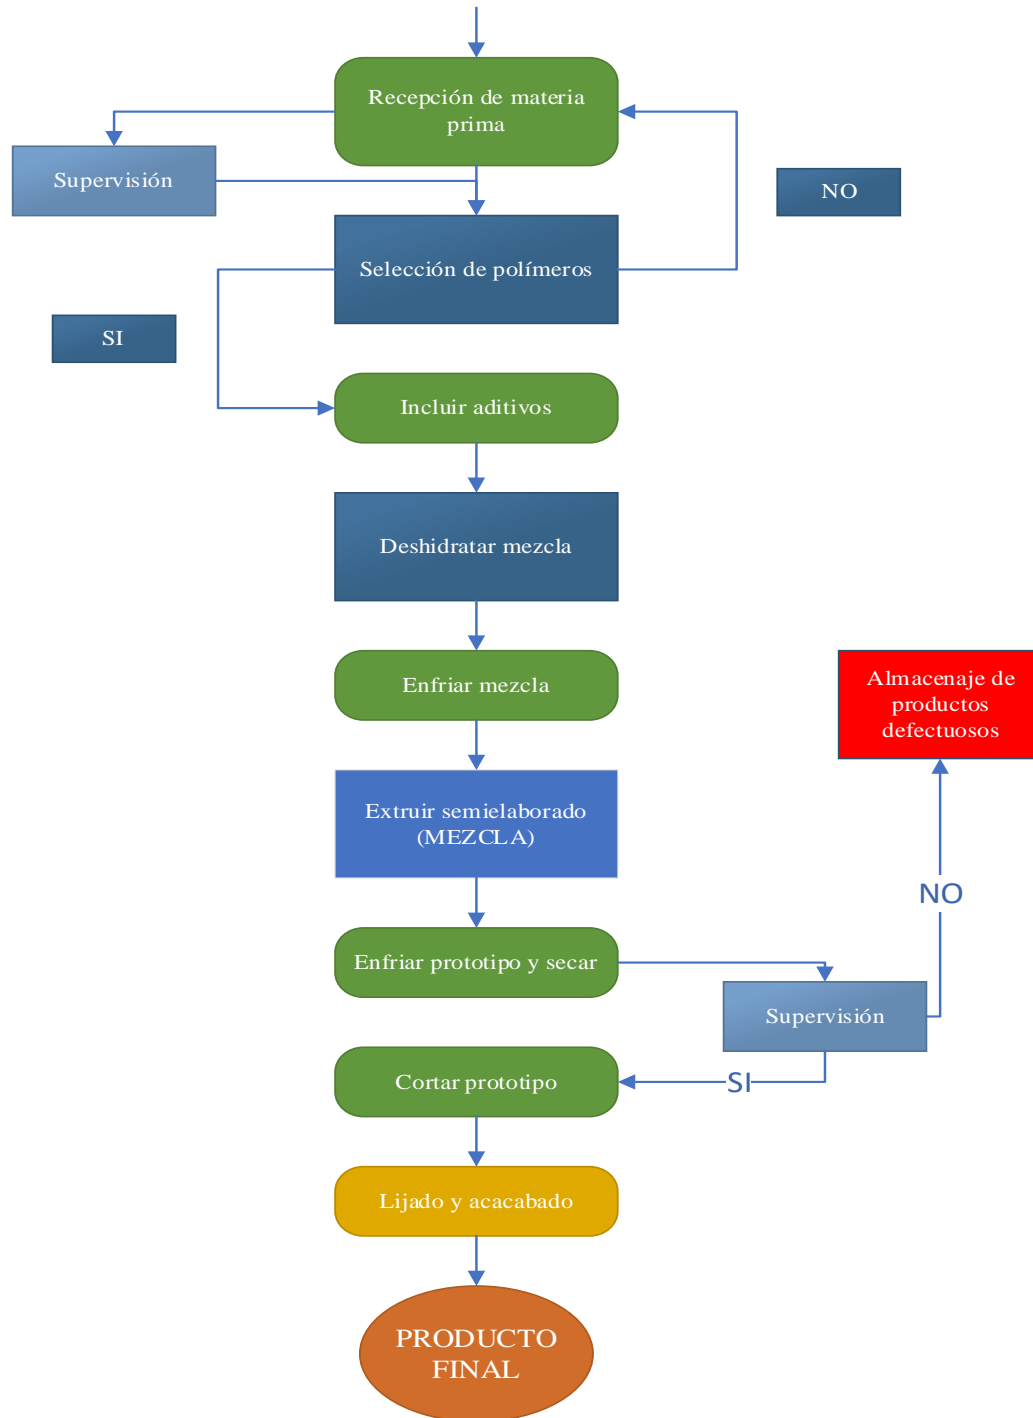 Recepción de materia
prima
Supervisión
NO
Selección de polímeros
SI
Incluir aditivos
Deshidratar mezcla
Enfriar mezcla
Almacenaje de
productos
defectuosos
Extruir semielaborado
(MEZCLA)
NO
Enfriar prototipo y secar
Supervisión
Cortar prototipo
SI
Lijado y acacabado
PRODUCTO
FINAL